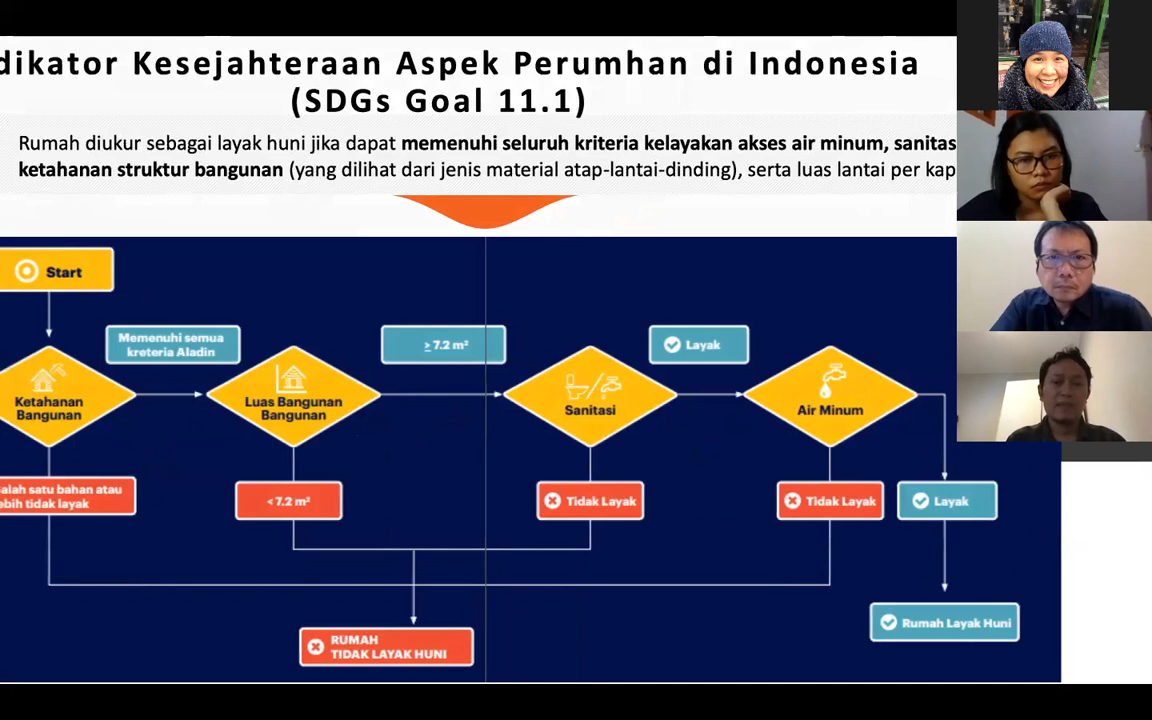 dikator Kesejahteraan Aspek Perumhan di Indonesia
(SDGs Goal 11.1)
Rumah diukur sebagai layak huni jika dapat memenuhi seluruh kriteria kelayakan akses air minum, sanitas
ketahanan struktur bangunan (yang dilihat dari jenis material atap-lantai-dinding), serta luas lantai per kap
Start
Memenuhi semua
kreteria Aladin
≥ 7.2 m²
Layak
Ketahanan
Bangunan
Luas Bangunan
Bangunan
Sanitasi
Air Minum
alah satu bahan atau
ebih tidak layak
< 7.2 m²
Tidak Layak
Tidak Layak
Layak
RUMAH
TIDAK LAYAK HUNI
Rumah Layak Huni